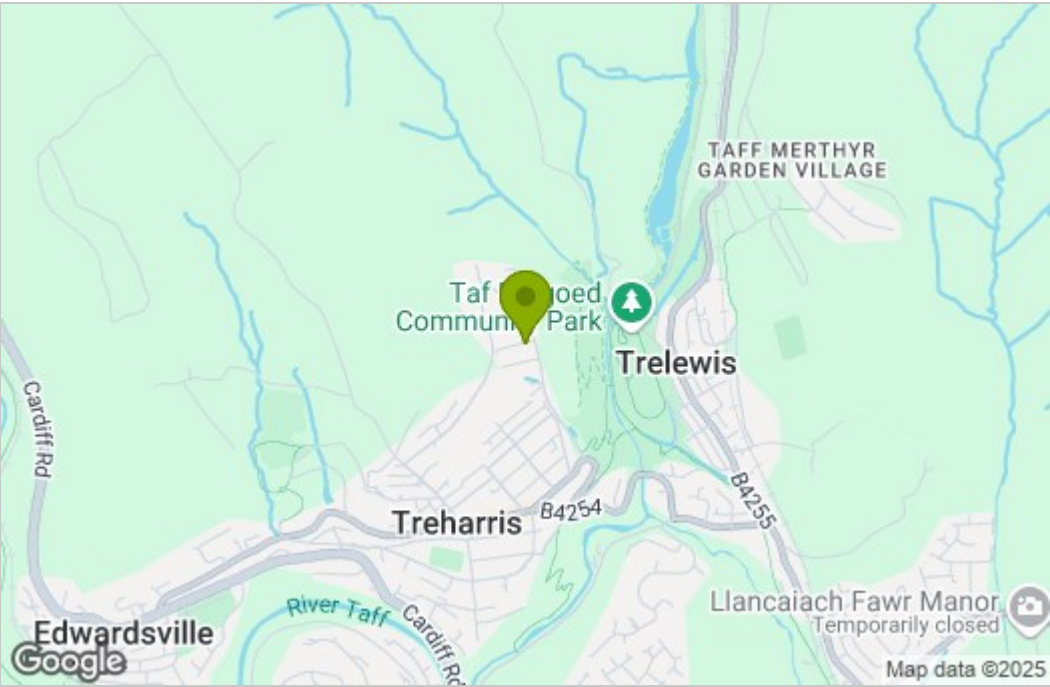 TAFF MERTHYR
GARDEN VILLAGE
Taf goed
Community Park
Trelewis
Cardiff Rd
B4255
B4254
Treharris
River Taff
Cardiff Rd
Llancaiach Fawr Manor
Temporarily closed
Edwardsville
Google
Map data ©2025